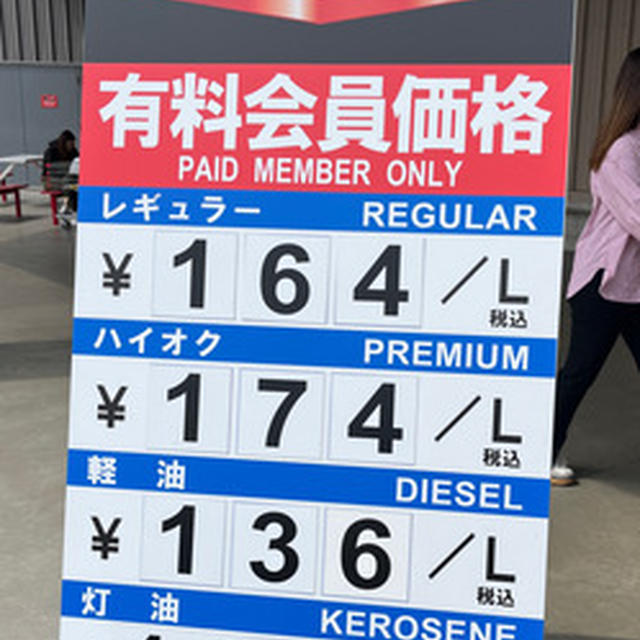 有料会員価格
PAID MEMBER ONLY
レギュラー REGULAR
¥ 164 /L 税込
ハイオク PREMIUM
¥ 174 /L 税込
軽 油 DIESEL
¥ 136 /L 税込
灯 油 KEROSENE